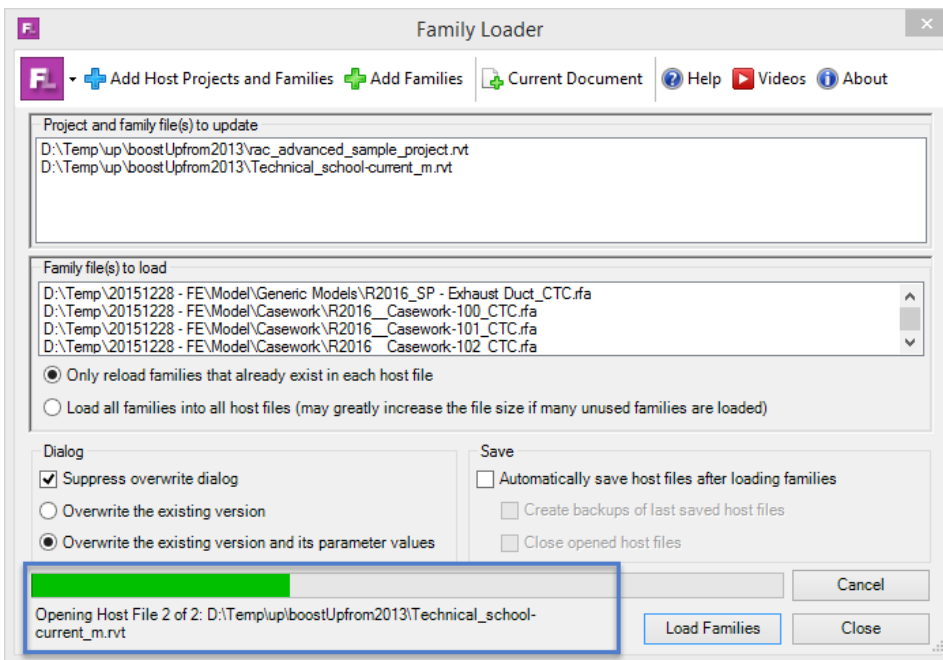 FL
Family Loader
FL Add Host Projects and Families Add Families Current Document Help Videos About
Project and family file(s) to update
D:\Temp\up\boostUpfrom2013\rac_advanced_sample_project.rvt
D:\Temp\up\boostUpfrom2013\Technical_school-current_m.rvt
Family file(s) to load
D:\Temp\20151228 - FE\Model\Generic Models\R2016_SP - Exhaust Duct_CTC.rfa
D:\Temp\20151228 - FE\Model\Casework\R2016__Casework-100_CTC.rfa
D:\Temp\20151228 - FE\Model\Casework\R2016__Casework-101_CTC.rfa
D:\Temp\20151228 - FE\Model\Casework\R2016__Casework-102_CTC.rfa
Only reload families that already exist in each host file
Load all families into all host files (may greatly increase the file size if many unused families are loaded)
Dialog
Suppress overwrite dialog
Overwrite the existing version
Overwrite the existing version and its parameter values
Save
Automatically save host files after loading families
Create backups of last saved host files
Close opened host files
Cancel
Opening Host File 2 of 2: D:\Temp\up\boostUpfrom2013\Technical_school-
current_m.rvt
Load Families Close